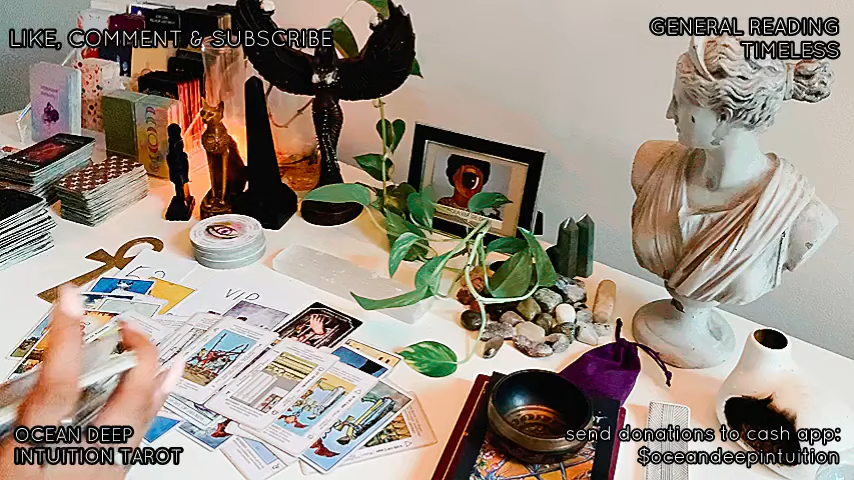 LIKE, COMMENT & SUBSCRIBE
GENERAL READING
TIMELESS
OCEAN DEEP
INTUITION TAROT
send donations to cash app:
$oceandeepintuition